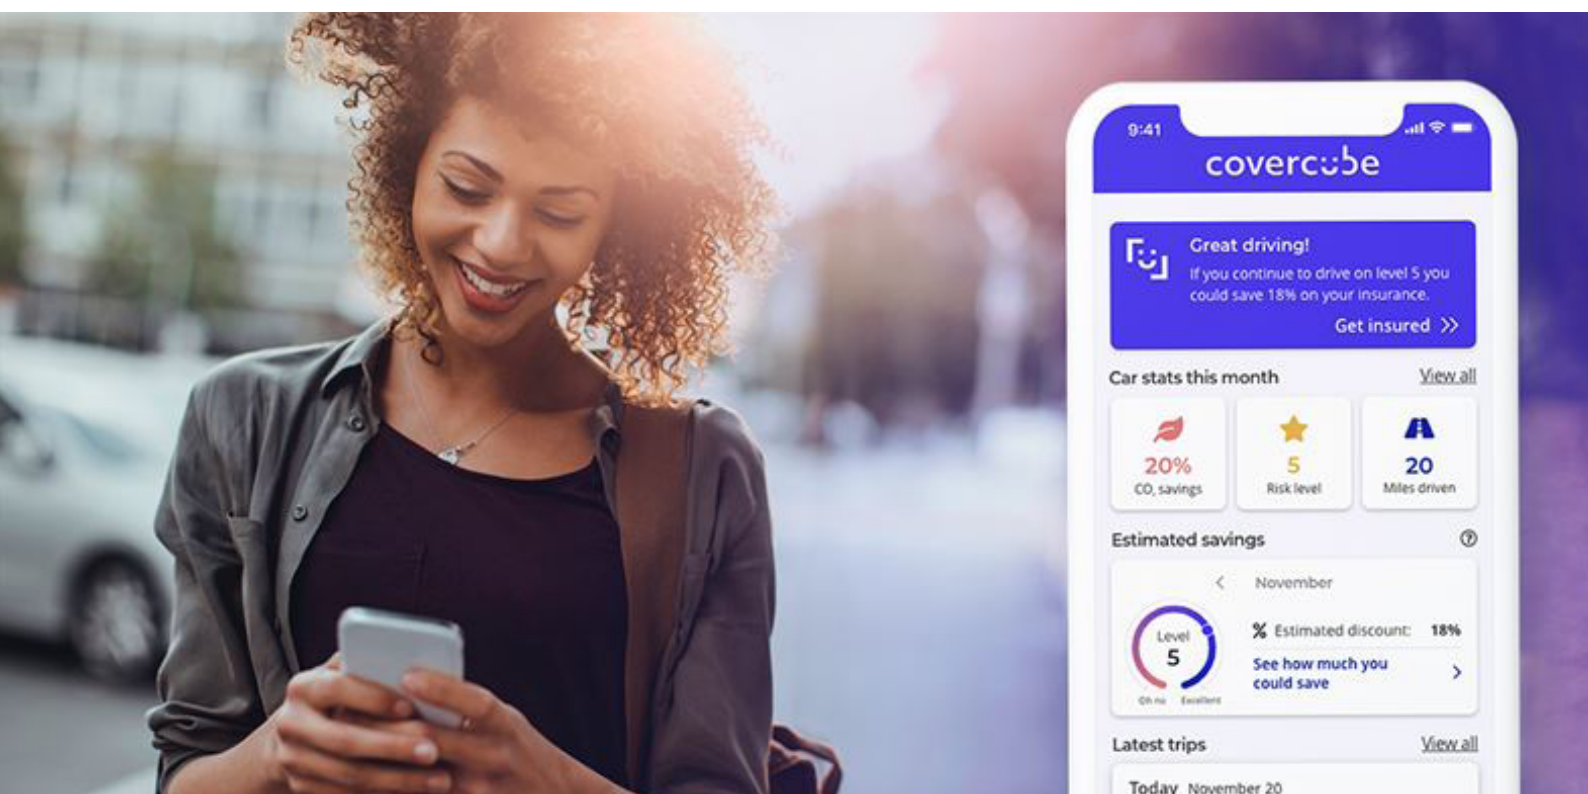 9:41
covercube
Great driving!
If you continue to drive on level 5 you
could save 18% on your insurance.
Get insured >>
Car stats this month
View all
20%
CO₂ savings
5
Risk level
20
Miles driven
Estimated savings
?
< November
Level
5
Oh no Excellent
% Estimated discount: 18%
See how much you
could save >
Latest trips
View all
Today November 20